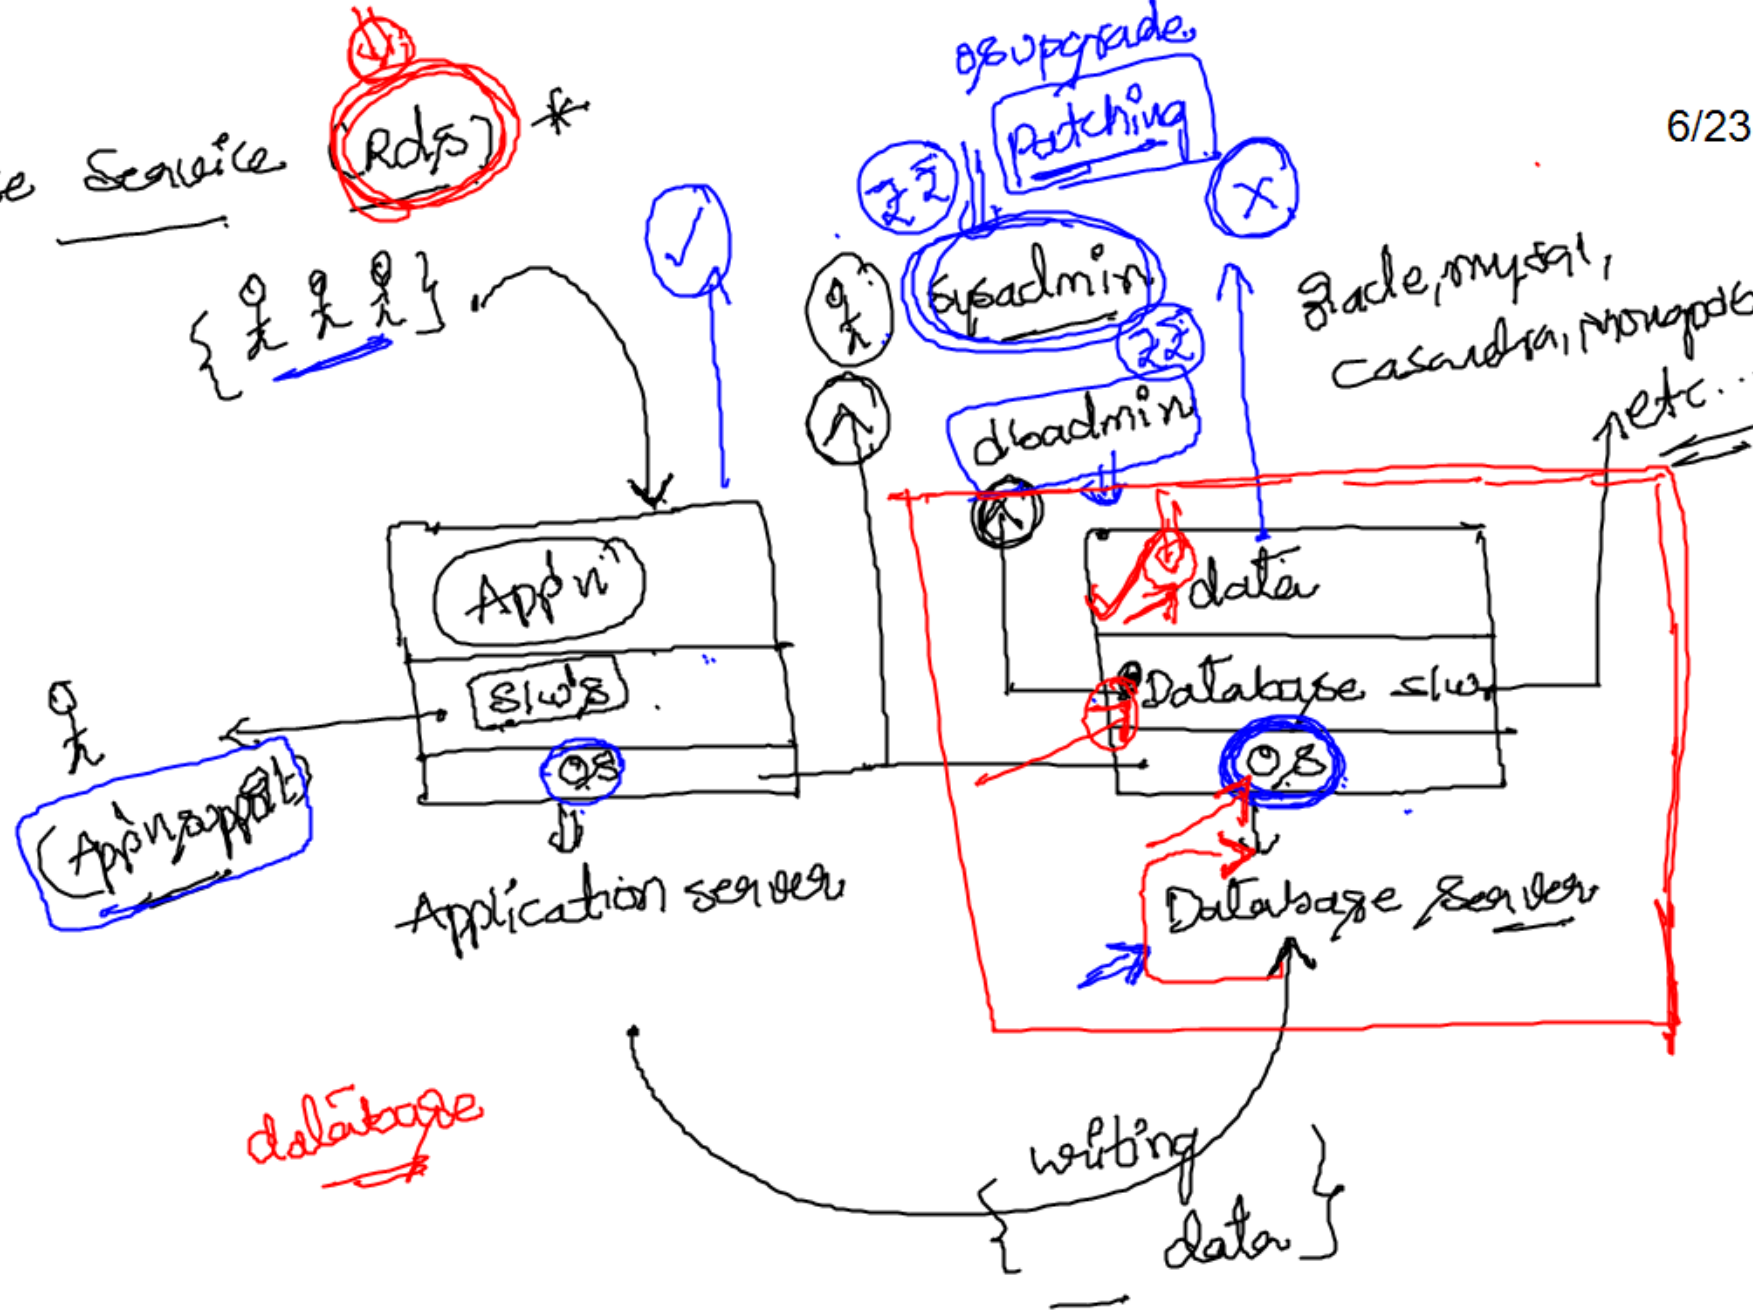 os upgrade
Patching
6/23
se Service (Rds) *
sysadmin
oracle, mysql,
casandra, mongodb
etc...
dbadmin
App'n
data
s/w's
Database s/w
OS
OS
(App'n support)
Application server
Database server
database
writing
data